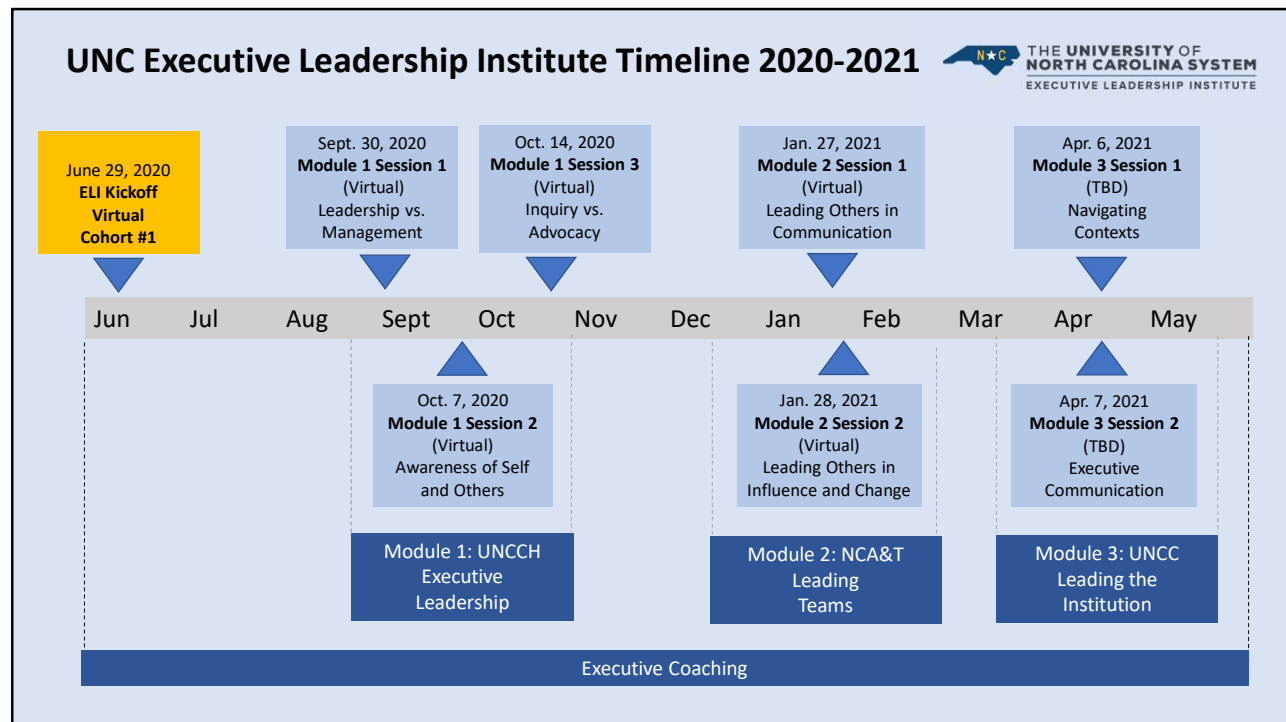 UNC Executive Leadership Institute Timeline 2020-2021
N★C
THE UNIVERSITY OF
NORTH CAROLINA SYSTEM
EXECUTIVE LEADERSHIP INSTITUTE
June 29, 2020
ELI Kickoff
Virtual
Cohort #1
Sept. 30, 2020
Module 1 Session 1
(Virtual)
Leadership vs.
Management
Oct. 14, 2020
Module 1 Session 3
(Virtual)
Inquiry vs.
Advocacy
Jan. 27, 2021
Module 2 Session 1
(Virtual)
Leading Others in
Communication
Apr. 6, 2021
Module 3 Session 1
(TBD)
Navigating
Contexts
Jun Jul Aug Sept Oct Nov Dec Jan Feb Mar Apr May
Oct. 7, 2020
Module 1 Session 2
(Virtual)
Awareness of Self
and Others
Jan. 28, 2021
Module 2 Session 2
(Virtual)
Leading Others in
Influence and Change
Apr. 7, 2021
Module 3 Session 2
(TBD)
Executive
Communication
Module 1: UNCCH
Executive
Leadership
Module 2: NCA&T
Leading
Teams
Module 3: UNCC
Leading the
Institution
Executive Coaching